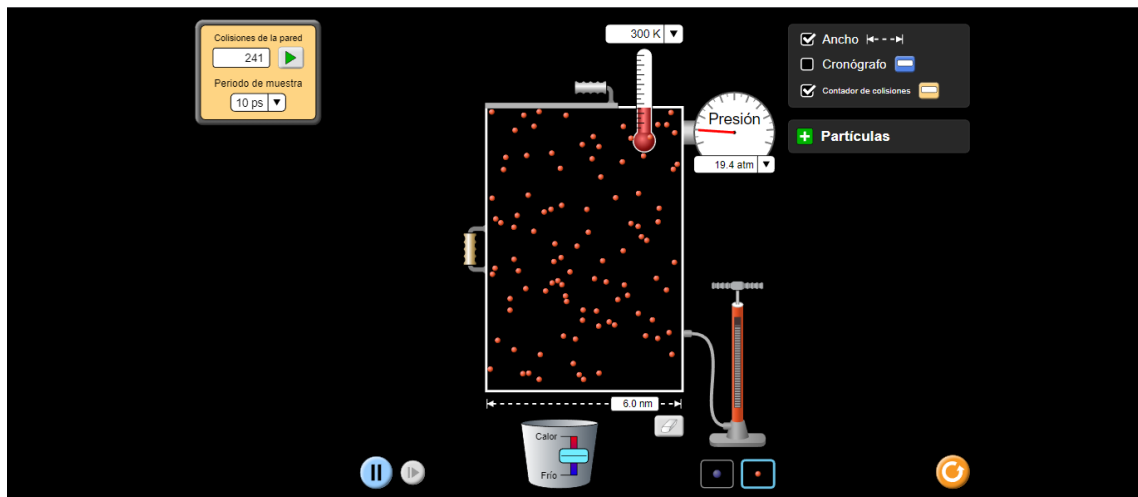 Colisiones de la pared
241
Periodo de muestra
10 ps
300 K
Presión
19.4 atm
Ancho
Cronógrafo
Contador de colisiones
Partículas
6.0 nm
Calor
Frío